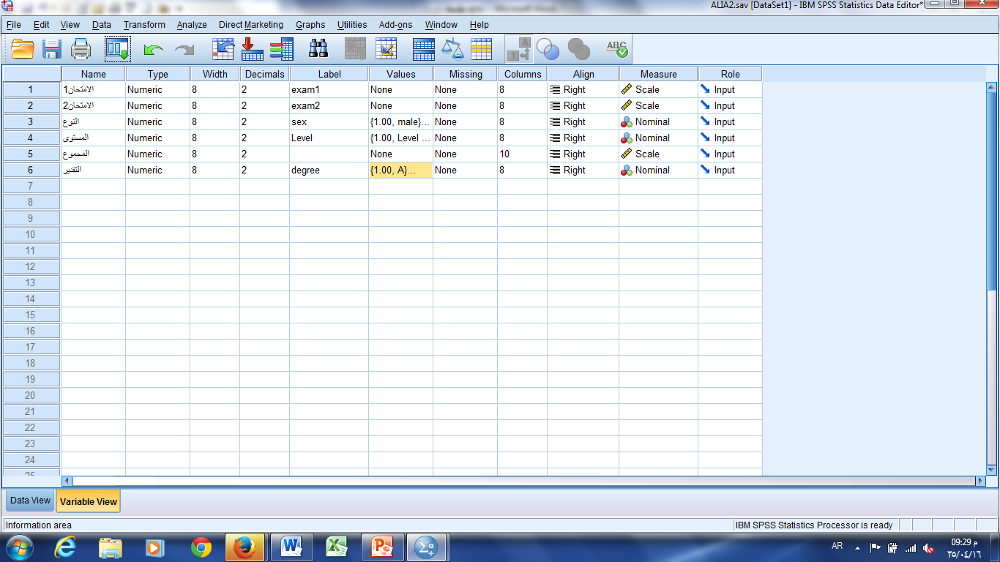 ALIA2.sav [DataSet1] - IBM SPSS Statistics Data Editor*
File Edit View Data Transform Analyze Direct Marketing Graphs Utilities Add-ons Window Help
Name Type Width Decimals Label Values Missing Columns Align Measure Role
1 الامتحان1 Numeric 8 2 exam1 None None 8 Right Scale Input
2 الامتحان2 Numeric 8 2 exam2 None None 8 Right Scale Input
3 النوع Numeric 8 2 sex {1.00, male}... None 8 Right Nominal Input
4 المستوى Numeric 8 2 Level {1.00, Level ... None 8 Right Nominal Input
5 المجموع Numeric 8 2 None None 10 Right Scale Input
6 التقدير Numeric 8 2 degree {1.00, A}... None 8 Right Nominal Input
7
8
9
10
11
12
13
14
15
16
17
18
19
20
21
22
23
24
25
Data View Variable View
Information area IBM SPSS Statistics Processor is ready
AR 09:29 م
٣٥/٠٤/١٦